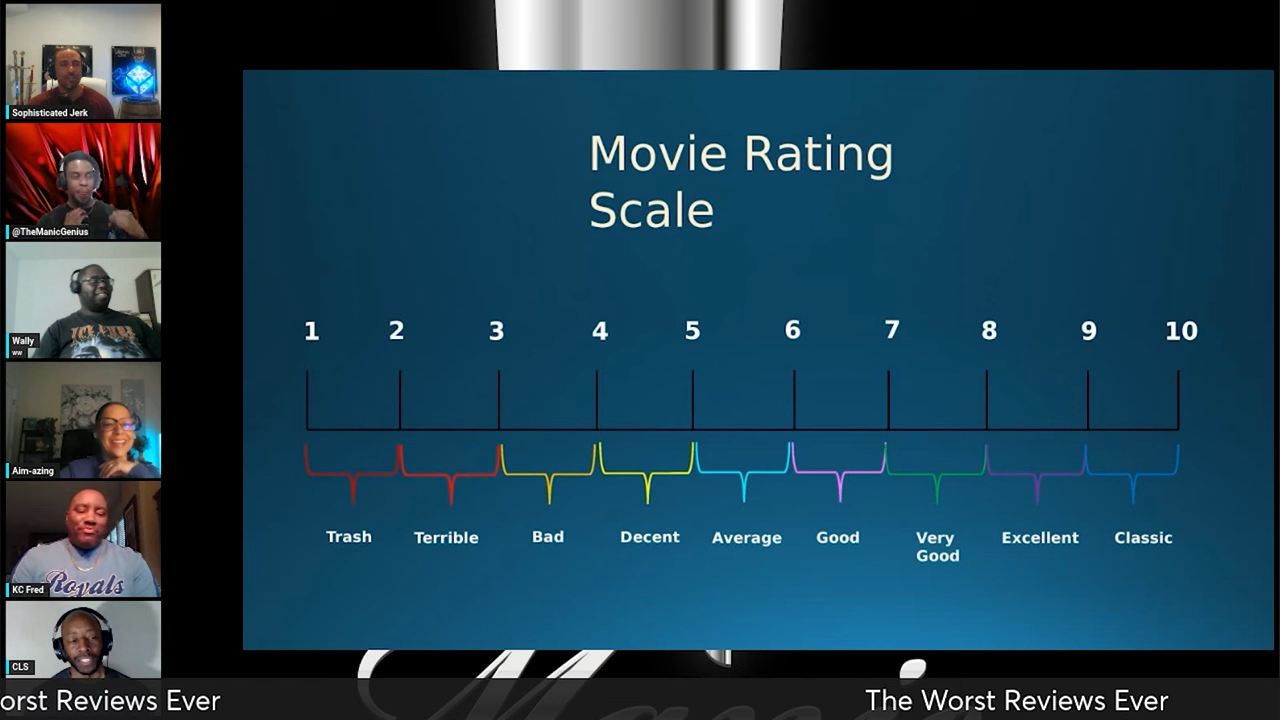 Sophisticated Jerk
@TheManicGenius
Wally
ww
Aim-azing
KC Fred
Royals
CLS
Movie Rating
Scale
1 2 3 4 5 6 7 8 9 10
Trash Terrible Bad Decent Average Good Very Good Excellent Classic
orst Reviews Ever
The Worst Reviews Ever